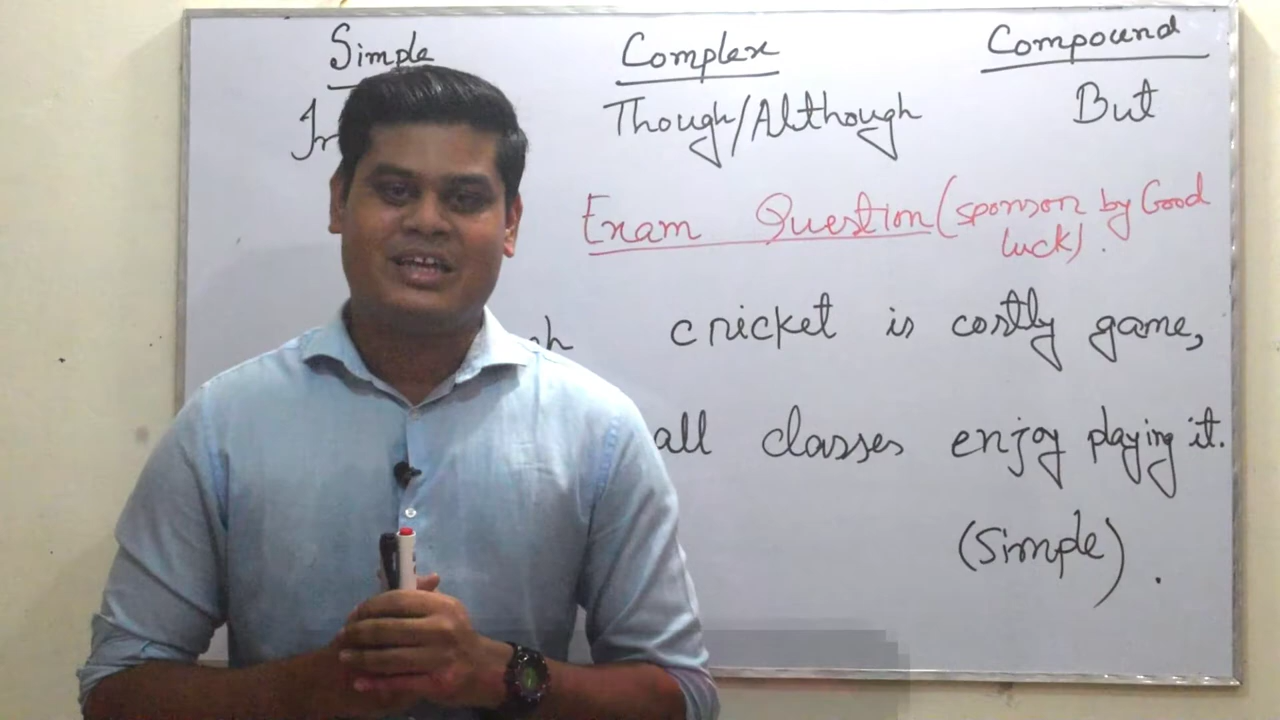 Simple Complex Compound
Though/Although But
Exam Question (sponson by Good
luck).
cricket is costly game,
all classes enjoy playing it.
(Simple).